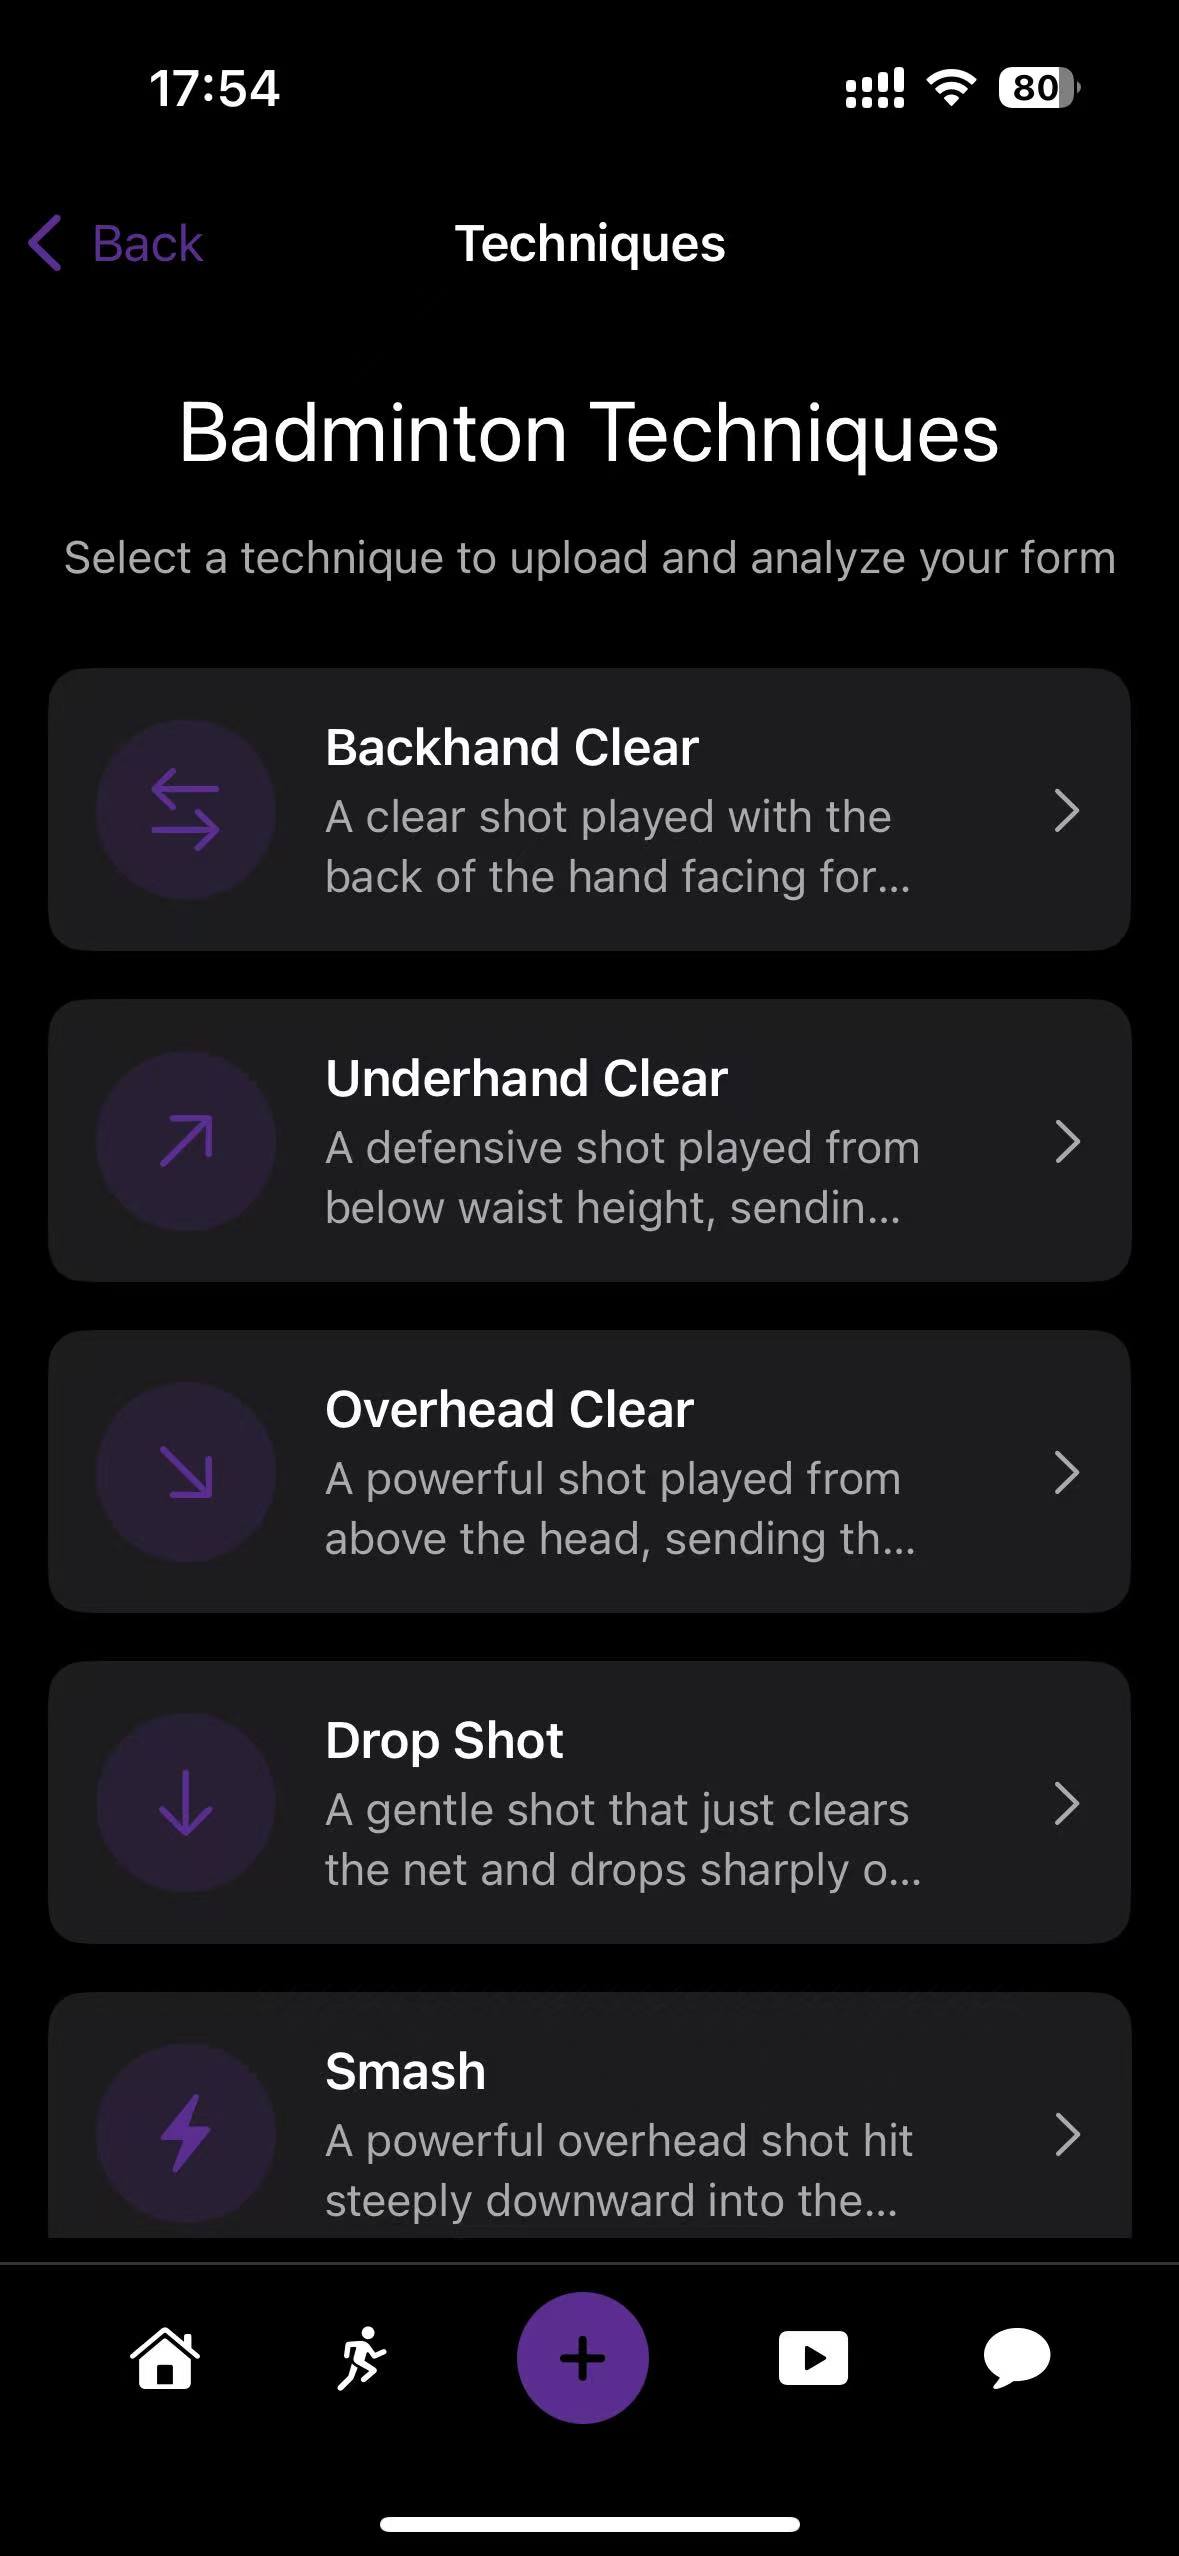 17:54
80
Back
Techniques
Badminton Techniques
Select a technique to upload and analyze your form
Backhand Clear
A clear shot played with the
back of the hand facing for...
Underhand Clear
A defensive shot played from
below waist height, sendin...
Overhead Clear
A powerful shot played from
above the head, sending th...
Drop Shot
A gentle shot that just clears
the net and drops sharply o...
Smash
A powerful overhead shot hit
steeply downward into the...